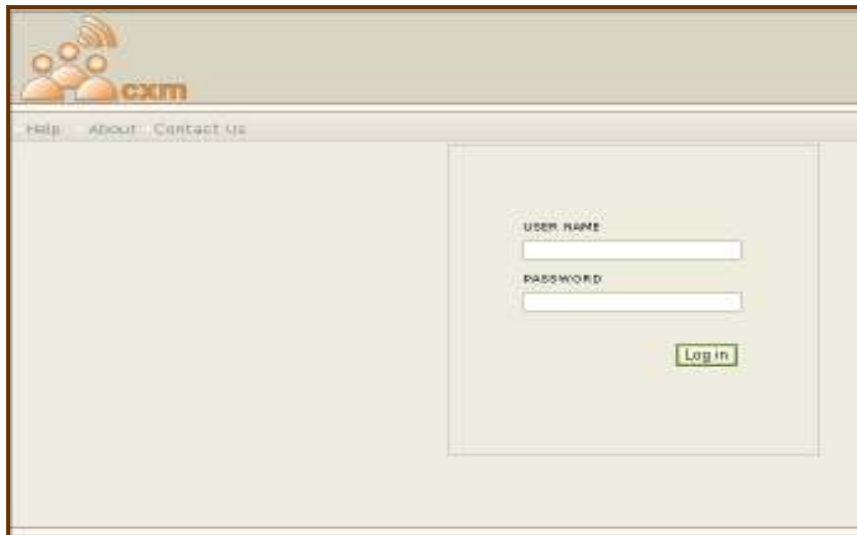 cxm
Help About Contact Us
USER NAME
PASSWORD
Log in